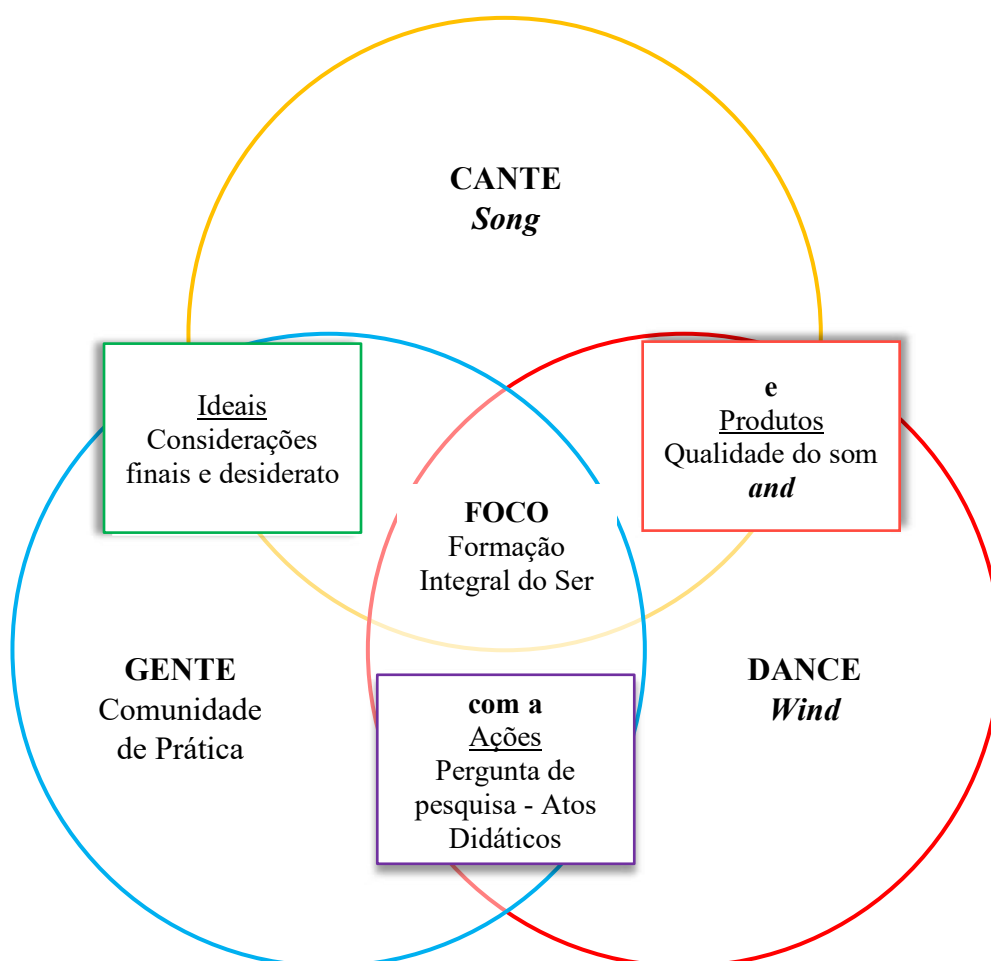 CANTE
Song
Ideais
Considerações
finais e desiderato
e
Produtos
Qualidade do som
and
FOCO
Formação
Integral do Ser
GENTE
Comunidade
de Prática
com a
Ações
Pergunta de
pesquisa - Atos
Didáticos
DANCE
Wind